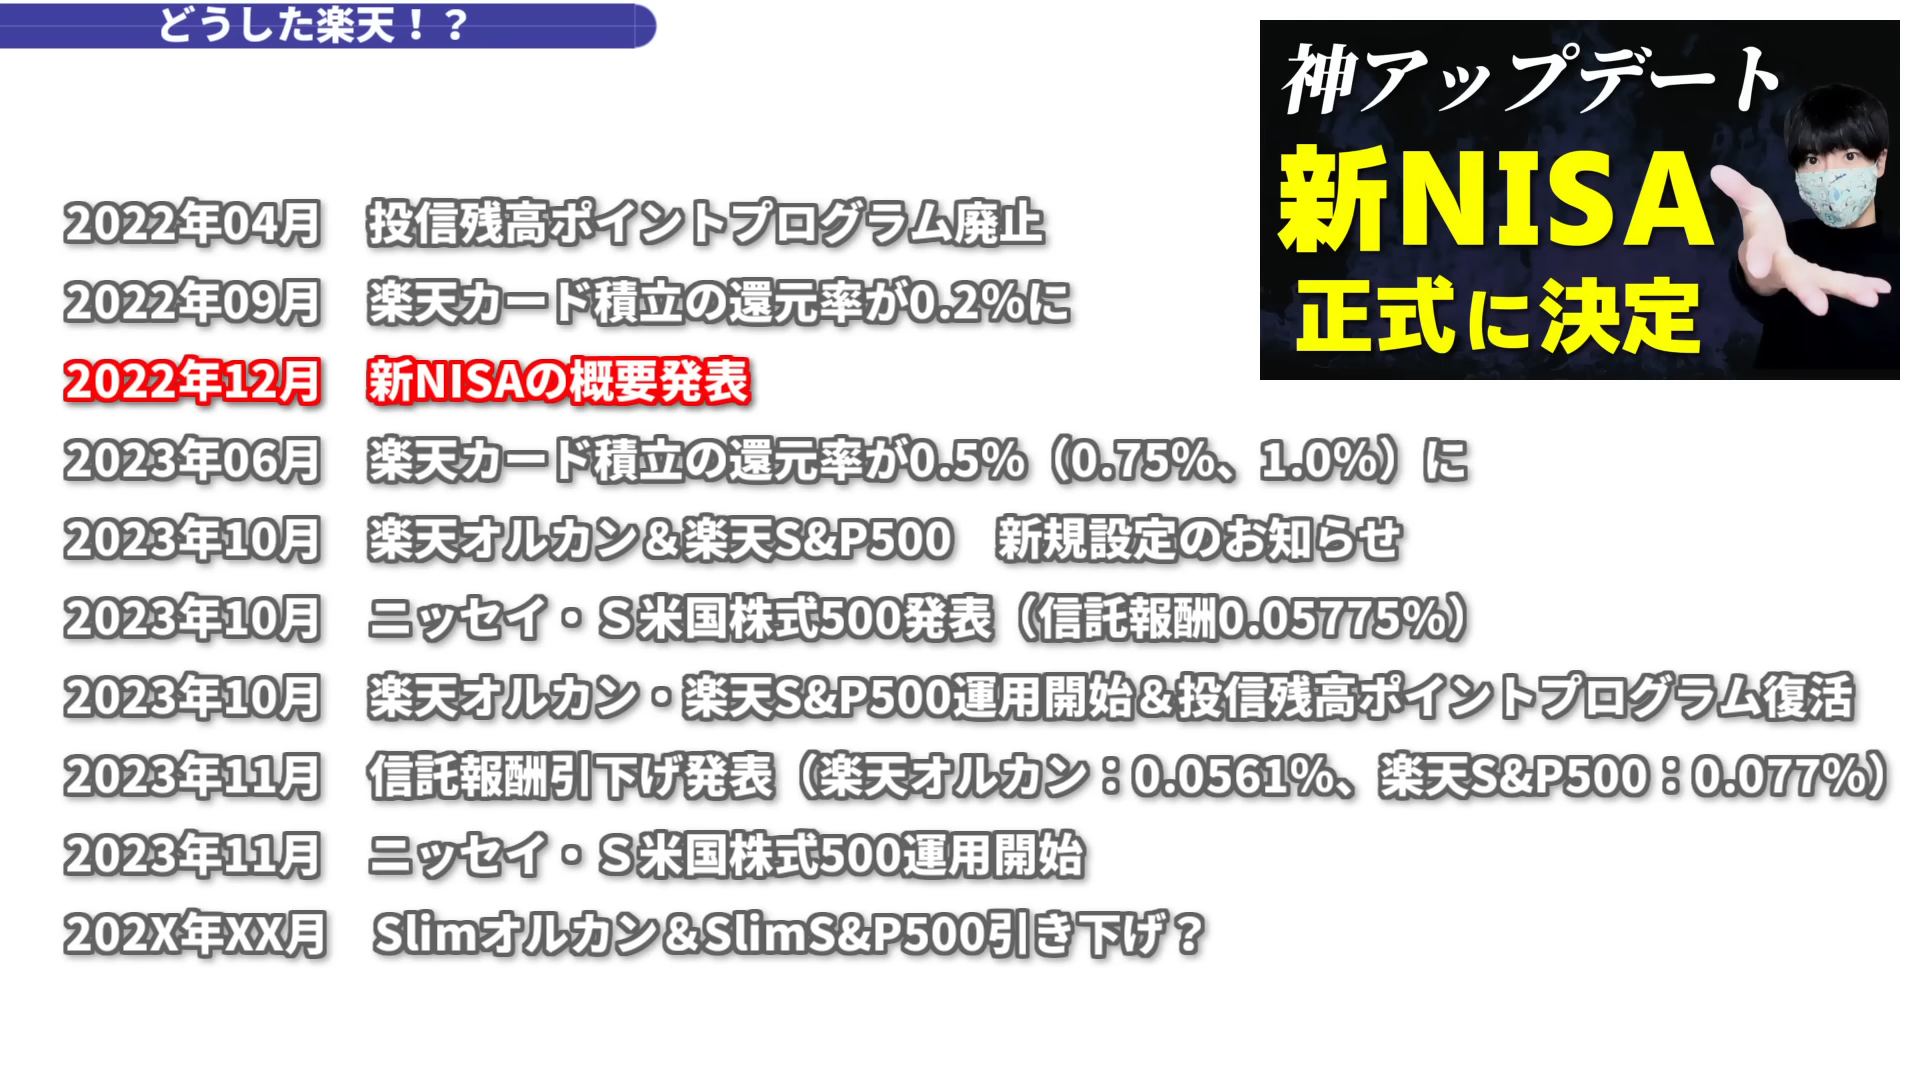 どうした楽天！？
神アップデート
新NISA
正式に決定
2022年04月　投信残高ポイントプログラム廃止
2022年09月　楽天カード積立の還元率が0.2%に
2022年12月　新NISAの概要発表
2023年06月　楽天カード積立の還元率が0.5%（0.75%、1.0%）に
2023年10月　楽天オルカン＆楽天S&P500　新規設定のお知らせ
2023年10月　ニッセイ・Ｓ米国株式500発表（信託報酬0.05775%）
2023年10月　楽天オルカン・楽天S&P500運用開始＆投信残高ポイントプログラム復活
2023年11月　信託報酬引下げ発表（楽天オルカン：0.0561%、楽天S&P500：0.077%）
2023年11月　ニッセイ・Ｓ米国株式500運用開始
202X年XX月　Slimオルカン＆SlimS&P500引き下げ？